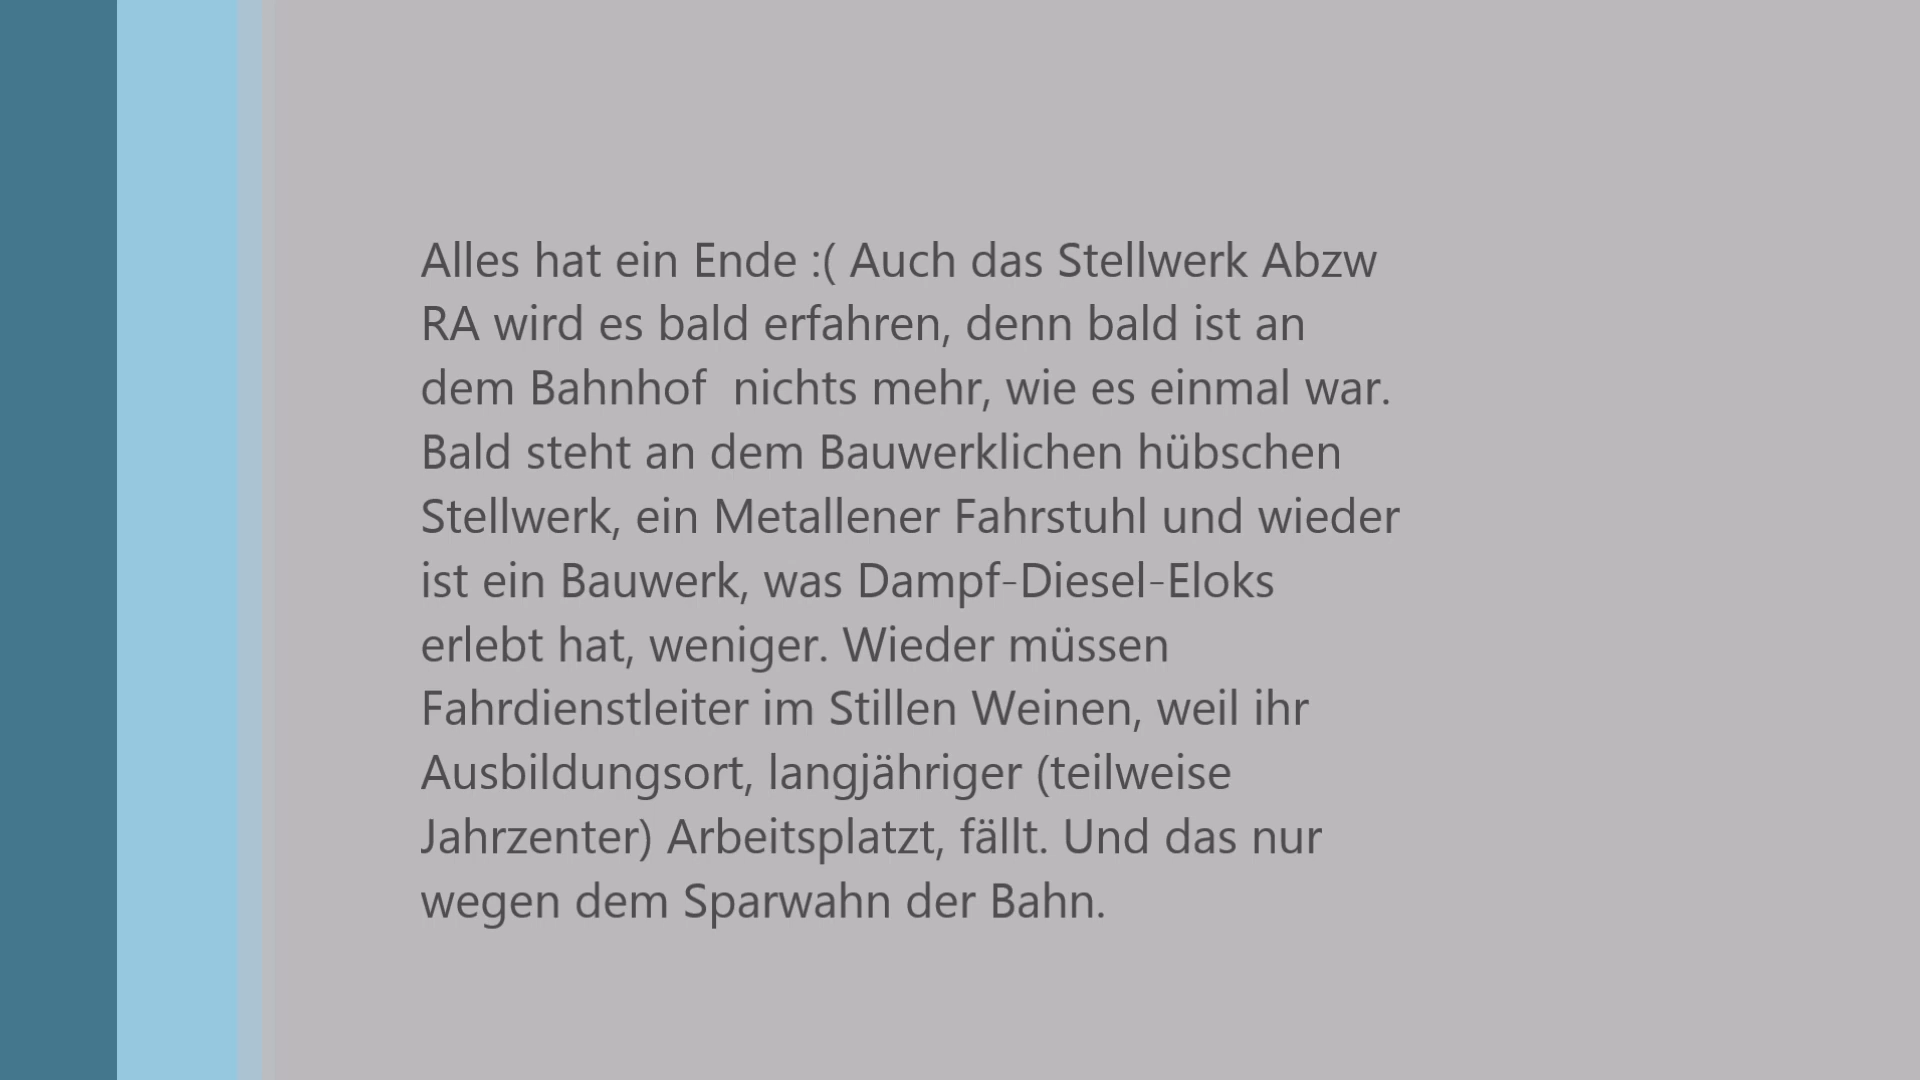 Alles hat ein Ende :( Auch das Stellwerk Abzw
RA wird es bald erfahren, denn bald ist an
dem Bahnhof  nichts mehr, wie es einmal war.
Bald steht an dem Bauwerklichen hübschen
Stellwerk, ein Metallener Fahrstuhl und wieder
ist ein Bauwerk, was Dampf-Diesel-Eloks
erlebt hat, weniger. Wieder müssen
Fahrdienstleiter im Stillen Weinen, weil ihr
Ausbildungsort, langjähriger (teilweise
Jahrzenter) Arbeitsplatzt, fällt. Und das nur
wegen dem Sparwahn der Bahn.